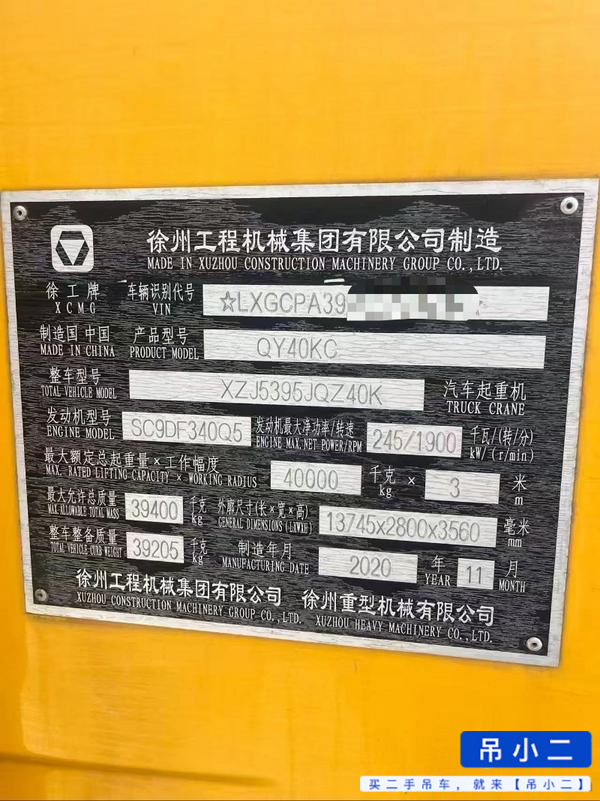 徐州工程机械集团有限公司制造
MADE IN XUZHOU CONSTRUCTION MACHINERY GROUP CO., LTD.
徐工牌 车辆识别代号 ☆LXGCPA39
XCMG VIN
制造国 中国 产品型号 QY40KC
MADE IN CHINA PRODUCT MODEL
整车型号 XZJ5395JQZ40K 汽车起重机
TOTAL VEHICLE MODEL TRUCK CRANE
发动机型号 SC9DF340Q5 发动机最大净功率/转速 245/1900 千瓦/(转/分)
ENGINE MODEL ENGINE MAX.NET POWER/RPM kW/(r/min)
最大额定总起重量×工作幅度 40000 千克 × 3 米
MAX. RATED LIFTING CAPACITY × WORKING RADIUS kg m
最大允许总质量 39400 千克 外廓尺寸(长×宽×高) 13745x2800x3560 毫米
MAX ALLOWABLE TOTAL MASS kg GENERAL DIMENSIONS (LxWxH) mm
整车整备质量 39205 千克 制造年月 2020 年 11 月
TOTAL VEHICLE CURB WEIGHT kg MANUFACTURING DATE YEAR MONTH
徐州工程机械集团有限公司 徐州重型机械有限公司
XUZHOU CONSTRUCTION MACHINERY GROUP CO., LTD. XUZHOU HEAVY MACHINERY CO., LTD.
吊小二
买二手吊车，就来【吊小二】